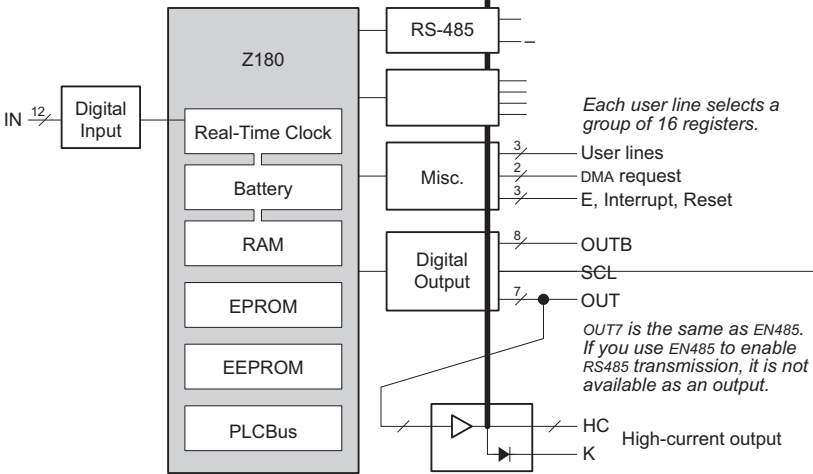 RS-485
Z180
IN
12
Digital
Input
Real-Time Clock
Battery
RAM
EPROM
EEPROM
PLCBus
Each user line selects a
group of 16 registers.
Misc.
3
User lines
2
DMA request
3
E, Interrupt, Reset
Digital
Output
8
OUTB
SCL
7
OUT
OUT7 is the same as EN485.
If you use EN485 to enable
RS485 transmission, it is not
available as an output.
HC
K
High-current output